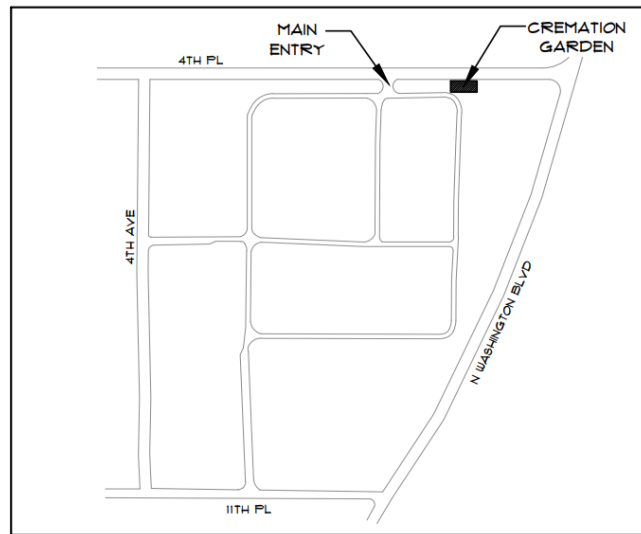 MAIN
ENTRY
CREMATION
GARDEN
4TH PL
4TH AVE
N WASHINGTON BLVD
11TH PL